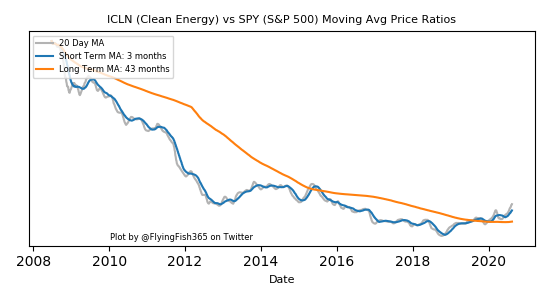 ICLN (Clean Energy) vs SPY (S&P 500) Moving Avg Price Ratios
20 Day MA
Short Term MA: 3 months
Long Term MA: 43 months
Plot by @FlyingFish365 on Twitter
2008 2010 2012 2014 2016 2018 2020
Date